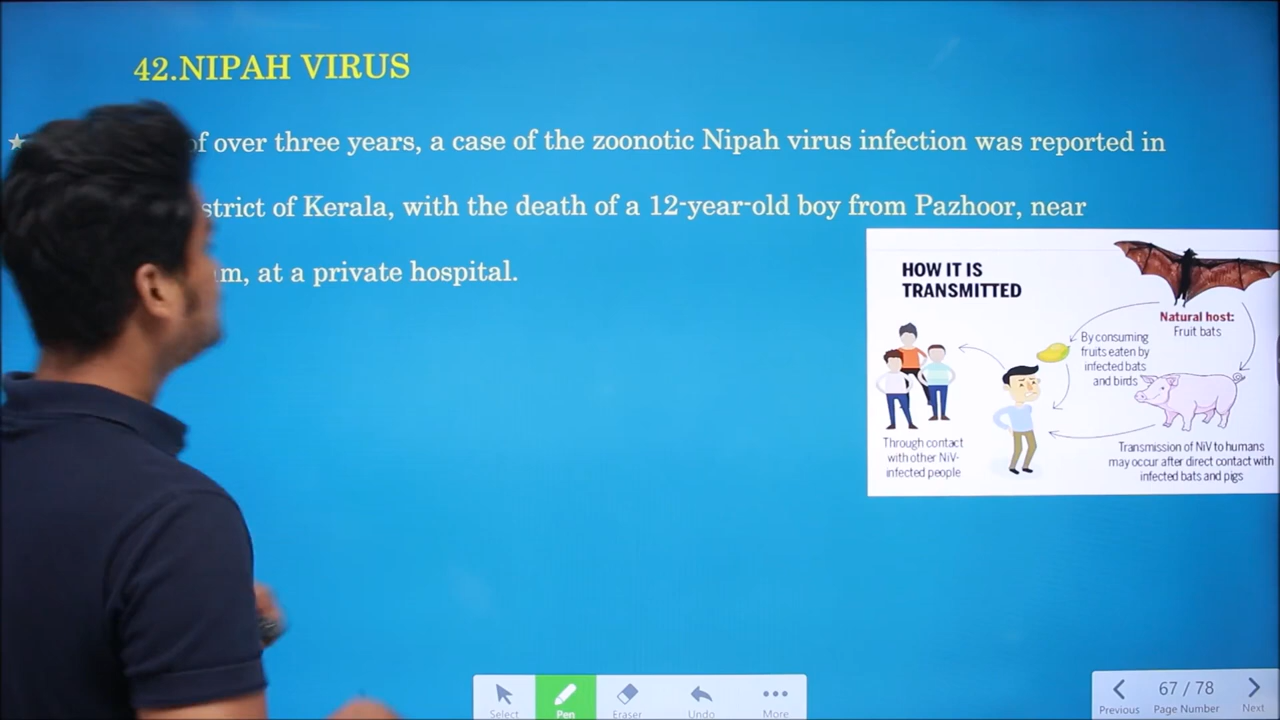 42.NIPAH VIRUS
of over three years, a case of the zoonotic Nipah virus infection was reported in
strict of Kerala, with the death of a 12-year-old boy from Pazhoor, near
m, at a private hospital.
HOW IT IS
TRANSMITTED
Natural host:
Fruit bats
By consuming
fruits eaten by
infected bats
and birds
Through contact
with other NiV-
infected people
Transmission of NiV to humans
may occur after direct contact with
infected bats and pigs
Select
Pen
Eraser
Undo
More
67 / 78
Previous
Page Number
Next